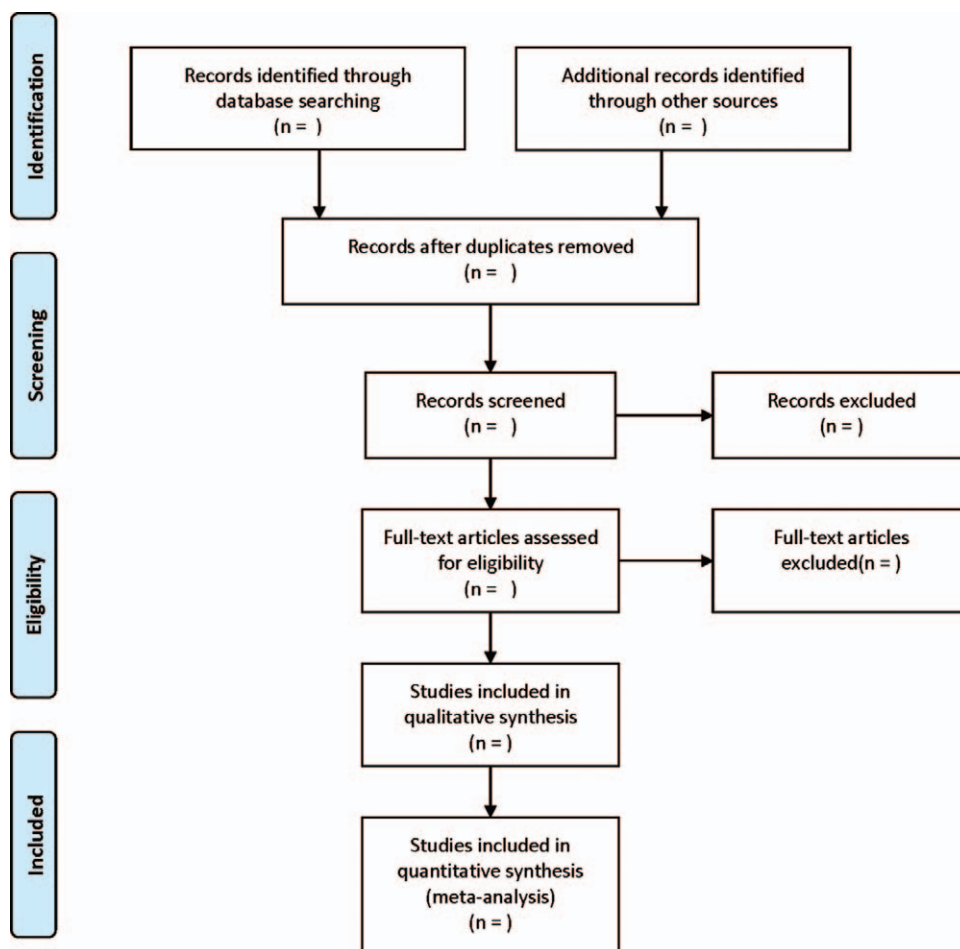 Identification
Records identified through
database searching
(n =  )
Additional records identified
through other sources
(n =  )
Records after duplicates removed
(n =  )
Screening
Records screened
(n =  )
Records excluded
(n = )
Eligibility
Full-text articles assessed
for eligibility
(n =  )
Full-text articles
excluded(n = )
Studies included in
qualitative synthesis
(n = )
Included
Studies included in
quantitative synthesis
(meta-analysis)
(n = )